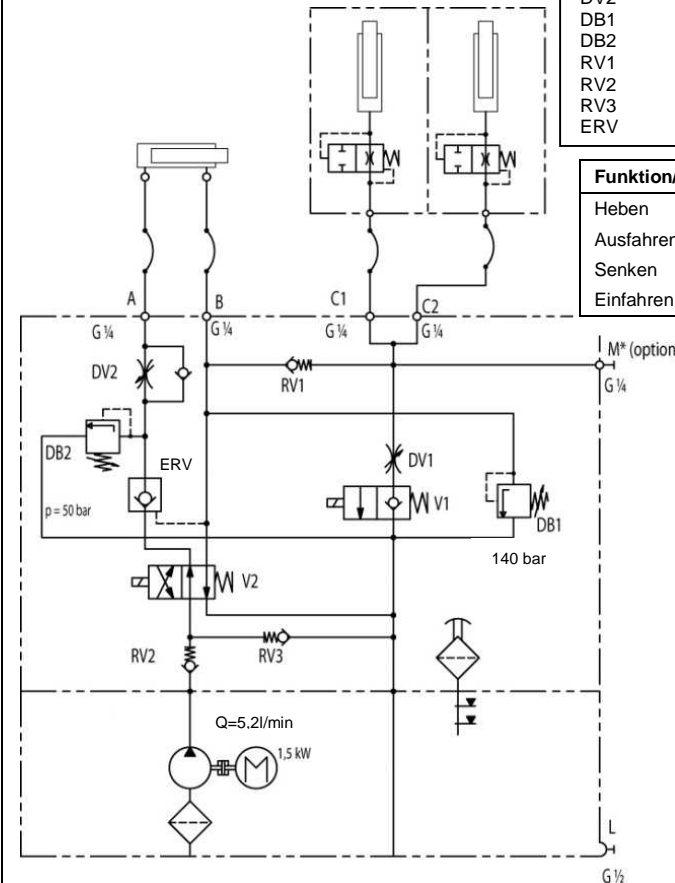 DB1
DB2
RV1
RV2
RV3
ERV
Funktion/
Heben
Ausfahren
Senken
Einfahren
A
B
C1
C2
G ¼
G ¼
G ¼
G ¼
M* (option
G ¼
DV2
RV1
DB2
ERV
DV1
p = 50 bar
V1
DB1
140 bar
V2
RV2
RV3
Q=5,2l/min
1,5 kW
M
L
G ½